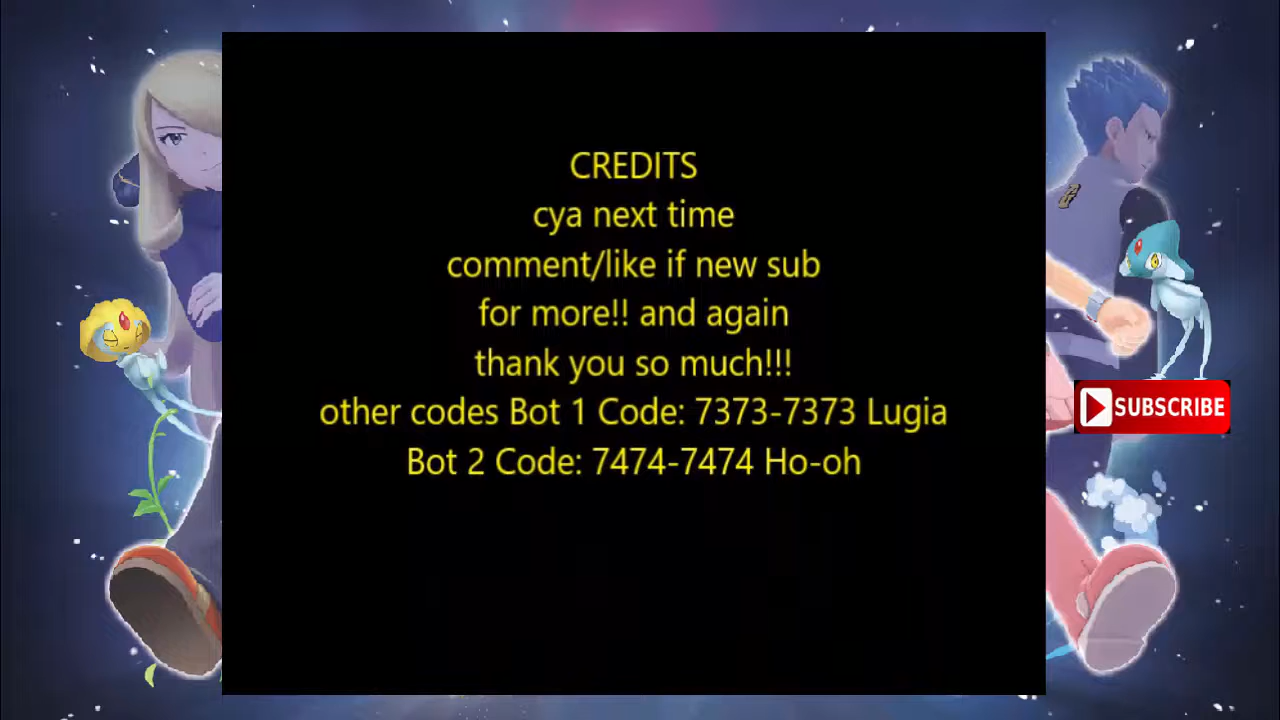 CREDITS
cya next time
comment/like if new sub
for more!! and again
thank you so much!!!
other codes Bot 1 Code: 7373-7373 Lugia
SUBSCRIBE
Bot 2 Code: 7474-7474 Ho-oh